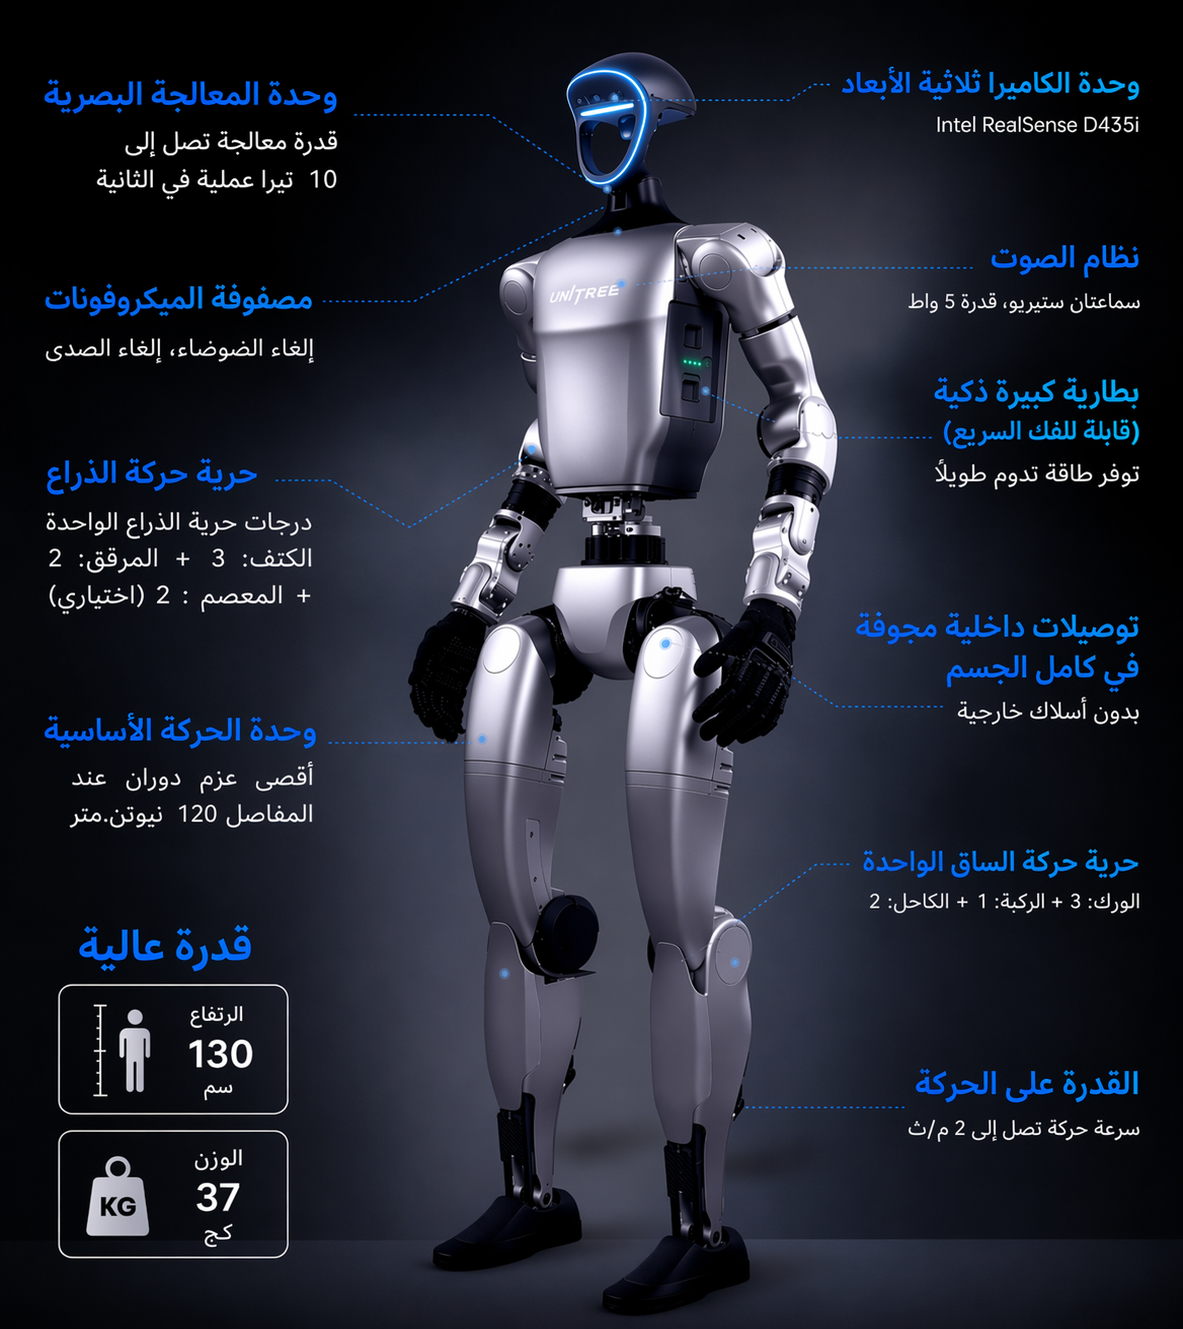 وحدة الكاميرا ثلاثية الأبعاد
Intel RealSense D435i
نظام الصوت
سماعتان ستيريو، قدرة 5 واط
بطارية كبيرة ذكية
(قابلة للفك السريع)
توفر طاقة تدوم طويلاً
توصيلات داخلية مجوفة
في كامل الجسم
بدون أسلاك خارجية
حرية حركة الساق الواحدة
الورك: 3 + الركبة: 1 + الكاحل: 2
القدرة على الحركة
سرعة حركة تصل إلى 2 م/ث
UNITREE
وحدة المعالجة البصرية
قدرة معالجة تصل إلى
10 تيرا عملية في الثانية
مصفوفة الميكروفونات
إلغاء الضوضاء، إلغاء الصدى
حرية حركة الذراع
درجات حرية الذراع الواحدة
الكتف: 3 + المرقق: 2
+ المعصم : 2 (اختياري)
وحدة الحركة الأساسية
أقصى عزم دوران عند
المفاصل 120 نيوتن.متر
قدرة عالية
الرتفاع
130
سم
الوزن
37
كج
KG